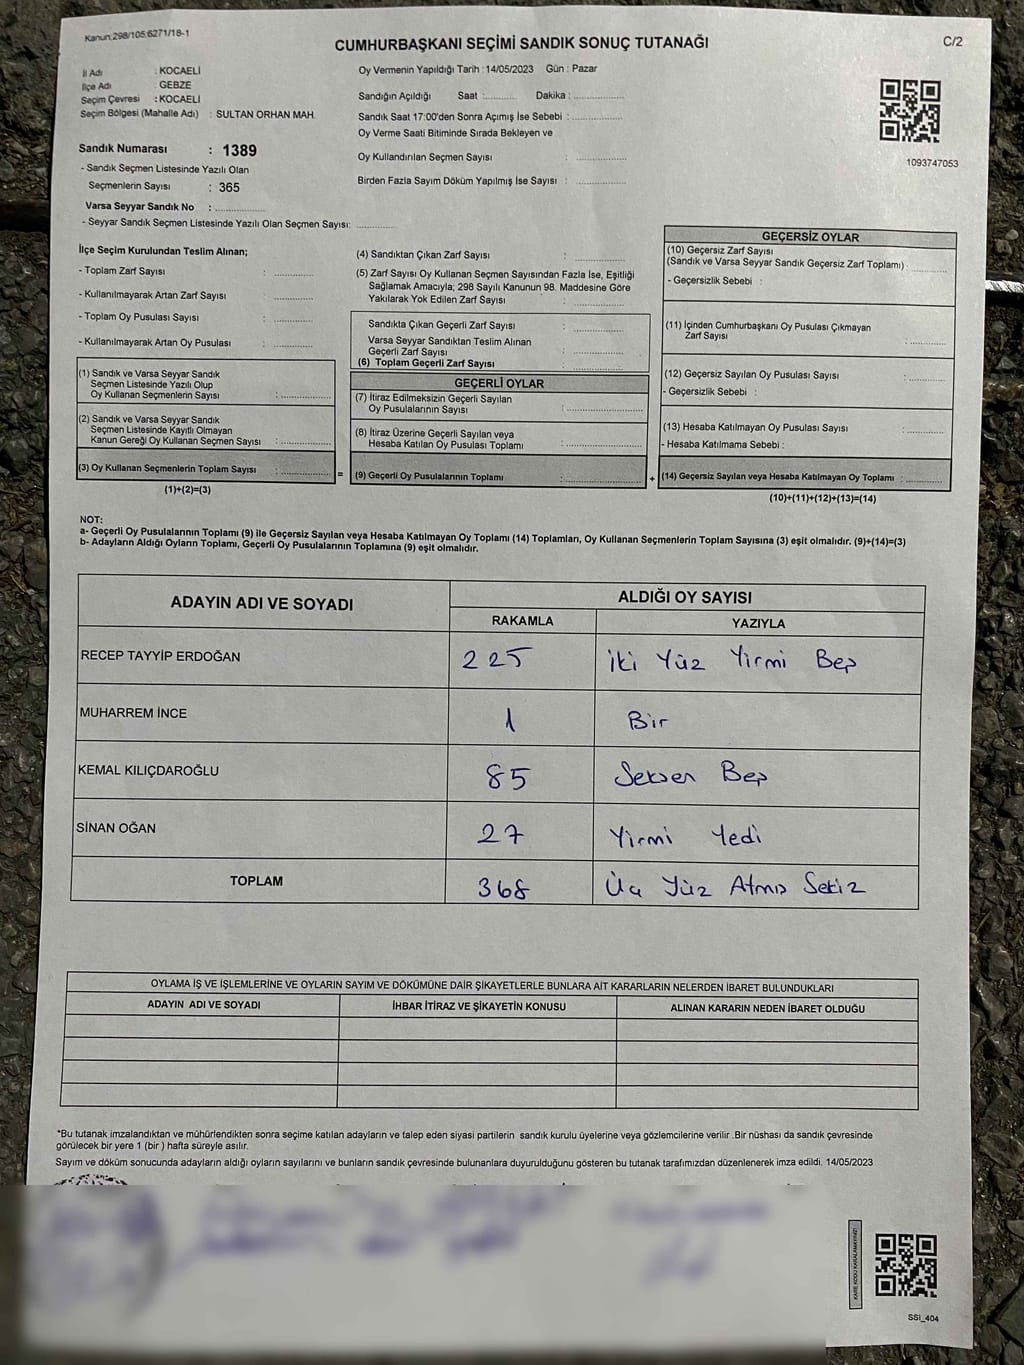 Kanun:298/105;6271/18-1
C/2
CUMHURBAŞKANI SEÇİMİ SANDIK SONUÇ TUTANAĞI
İl Adı : KOCAELİ
İlçe Adı : GEBZE
Seçim Çevresi : KOCAELİ
Seçim Bölgesi (Mahalle Adı) : SULTAN ORHAN MAH.
Sandık Numarası : 1389
- Sandık Seçmen Listesinde Yazılı Olan
Seçmenlerin Sayısı : 365
Varsa Seyyar Sandık No : ..............
- Seyyar Sandık Seçmen Listesinde Yazılı Olan Seçmen Sayısı: ..............
Oy Vermenin Yapıldığı Tarih : 14/05/2023 Gün : Pazar
Sandığın Açıldığı Saat :.......... Dakika : ..............
Sandık Saat 17:00'den Sonra Açımış İse Sebebi : ..............
Oy Verme Saati Bitiminde Sırada Bekleyen ve
Oy Kullandırılan Seçmen Sayısı : ..............
Birden Fazla Sayım Döküm Yapılmış İse Sayısı : ..............
1093747053
İlçe Seçim Kurulundan Teslim Alınan;
- Toplam Zarf Sayısı : ..............
- Kullanılmayarak Artan Zarf Sayısı : ..............
- Toplam Oy Pusulası Sayısı : ..............
- Kullanılmayarak Artan Oy Pusulası : ..............
(1) Sandık ve Varsa Seyyar Sandık
Seçmen Listesinde Yazılı Olup
Oy Kullanan Seçmenlerin Sayısı : ..............
(2) Sandık ve Varsa Seyyar Sandık
Seçmen Listesinde Kayıtlı Olmayan
Kanun Gereği Oy Kullanan Seçmen Sayısı : ..............
(3) Oy Kullanan Seçmenlerin Toplam Sayısı : ..............
(1)+(2)=(3)
=
(4) Sandıktan Çıkan Zarf Sayısı : ..............
(5) Zarf Sayısı Oy Kullanan Seçmen Sayısından Fazla İse, Eşitliği
Sağlamak Amacıyla; 298 Sayılı Kanunun 98. Maddesine Göre
Yakılarak Yok Edilen Zarf Sayısı : ..............
Sandıkta Çıkan Geçerli Zarf Sayısı : ..............
Varsa Seyyar Sandıktan Teslim Alınan
Geçerli Zarf Sayısı : ..............
(6) Toplam Geçerli Zarf Sayısı : ..............
GEÇERLİ OYLAR
(7) İtiraz Edilmeksizin Geçerli Sayılan
Oy Pusulalarının Sayısı : ..............
(8) İtiraz Üzerine Geçerli Sayılan veya
Hesaba Katılan Oy Pusulası Toplamı : ..............
(9) Geçerli Oy Pusulalarının Toplamı : ..............
+
GEÇERSİZ OYLAR
(10) Geçersiz Zarf Sayısı
(Sandık ve Varsa Seyyar Sandık Geçersiz Zarf Toplamı) : ..............
- Geçersizlik Sebebi :
(11) İçinden Cumhurbaşkanı Oy Pusulası Çıkmayan
Zarf Sayısı : ..............
(12) Geçersiz Sayılan Oy Pusulası Sayısı : ..............
- Geçersizlik Sebebi :
(13) Hesaba Katılmayan Oy Pusulası Sayısı : ..............
- Hesaba Katılmama Sebebi :
(14) Geçersiz Sayılan veya Hesaba Katılmayan Oy Toplamı : ..............
(10)+(11)+(12)+(13)=(14)
NOT:
a- Geçerli Oy Pusulalarının Toplamı (9) ile Geçersiz Sayılan veya Hesaba Katılmayan Oy Toplamı (14) Toplamları, Oy Kullanan Seçmenlerin Toplam Sayısına (3) eşit olmalıdır. (9)+(14)=(3)
b- Adayların Aldığı Oyların Toplamı, Geçerli Oy Pusulalarının Toplamına (9) eşit olmalıdır.
ADAYIN ADI VE SOYADI
ALDIĞI OY SAYISI
RAKAMLA YAZIYLA
RECEP TAYYİP ERDOĞAN 225 İki Yüz Yirmi Beş
MUHARREM İNCE 1 Bir
KEMAL KILIÇDAROĞLU 85 Seksen Beş
SİNAN OĞAN 27 Yirmi Yedi
TOPLAM 368 Üç Yüz Atmış Sekiz
OYLAMA İŞ VE İŞLEMLERİNE VE OYLARIN SAYIM VE DÖKÜMÜNE DAİR ŞİKAYETLERLE BUNLARA AİT KARARLARIN NELERDEN İBARET BULUNDUKLARI
ADAYIN ADI VE SOYADI İHBAR İTİRAZ VE ŞİKAYETİN KONUSU ALINAN KARARIN NEDEN İBARET OLDUĞU
*Bu tutanak imzalandıktan ve mühürlendikten sonra seçime katılan adayların ve talep eden siyasi partilerin sandık kurulu üyelerine veya gözlemcilerine verilir .Bir nüshası da sandık çevresinde
görülecek bir yere 1 (bir ) hafta süreyle asılır.
Sayım ve döküm sonucunda adayların aldığı oyların sayılarını ve bunların sandık çevresinde bulunanlara duyurulduğunu gösteren bu tutanak tarafımızdan düzenlenerek imza edildi. 14/05/2023
KARE KODU KARALAMAYINIZ!
SSİ_404